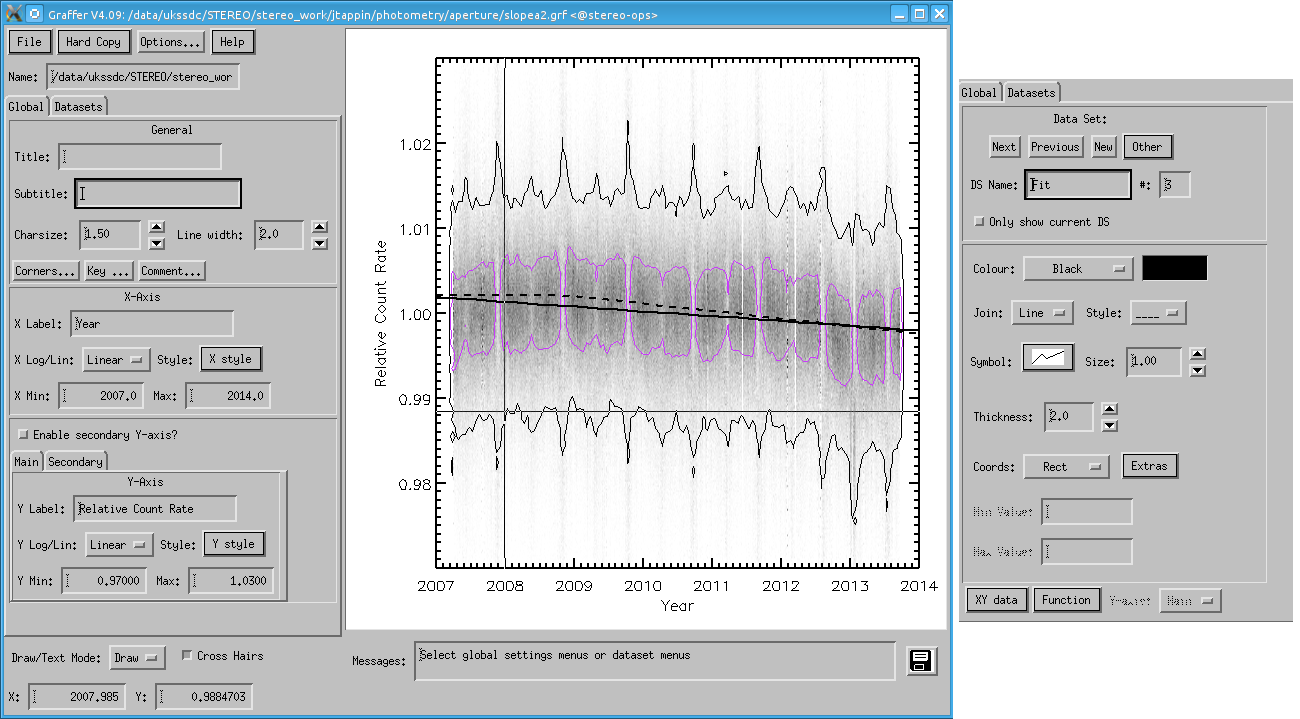 Graffer V4.09: /data/ukssdc/STEREO/stereo_work/jtappin/photometry/aperture/slopea2.grf <@stereo-ops>
File Hard Copy Options... Help
Name: /data/ukssdc/STEREO/stereo_wor
Global Datasets
General
Title:
Subtitle:
Charsize: 1.50 Line width: 2.0
Corners... Key ... Comment...
X-Axis
X Label: Year
X Log/Lin: Linear Style: X style
X Min: 2007.0 Max: 2014.0
Enable secondary Y-axis?
Main Secondary
Y-Axis
Y Label: Relative Count Rate
Y Log/Lin: Linear Style: Y style
Y Min: 0.97000 Max: 1.0300
Draw/Text Mode: Draw Cross Hairs
X: 2007.985 Y: 0.9884703
1.02
1.01
1.00
0.99
0.98
Relative Count Rate
2007 2008 2009 2010 2011 2012 2013 2014
Year
Messages: Select global settings menus or dataset menus
Global Datasets
Data Set:
Next Previous New Other
DS Name: Fit #: 3
Only show current DS
Colour: Black
Join: Line Style: ____
Symbol: Size: 1.00
Thickness: 2.0
Coords: Rect Extras
Min Value:
Max Value:
XY data Function Y-axis: Main